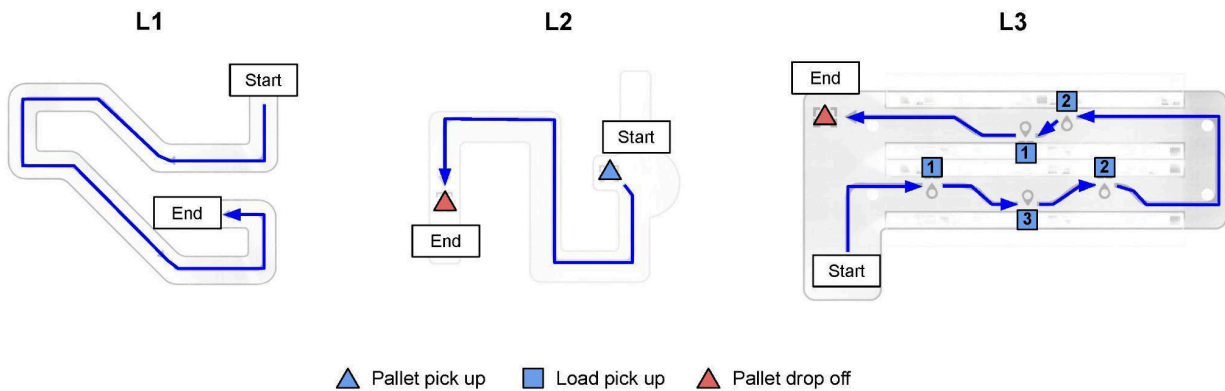 L1
L2
L3
Start
End
Start
End
End
2
1
1
2
3
Start
Pallet pick up
Load pick up
Pallet drop off